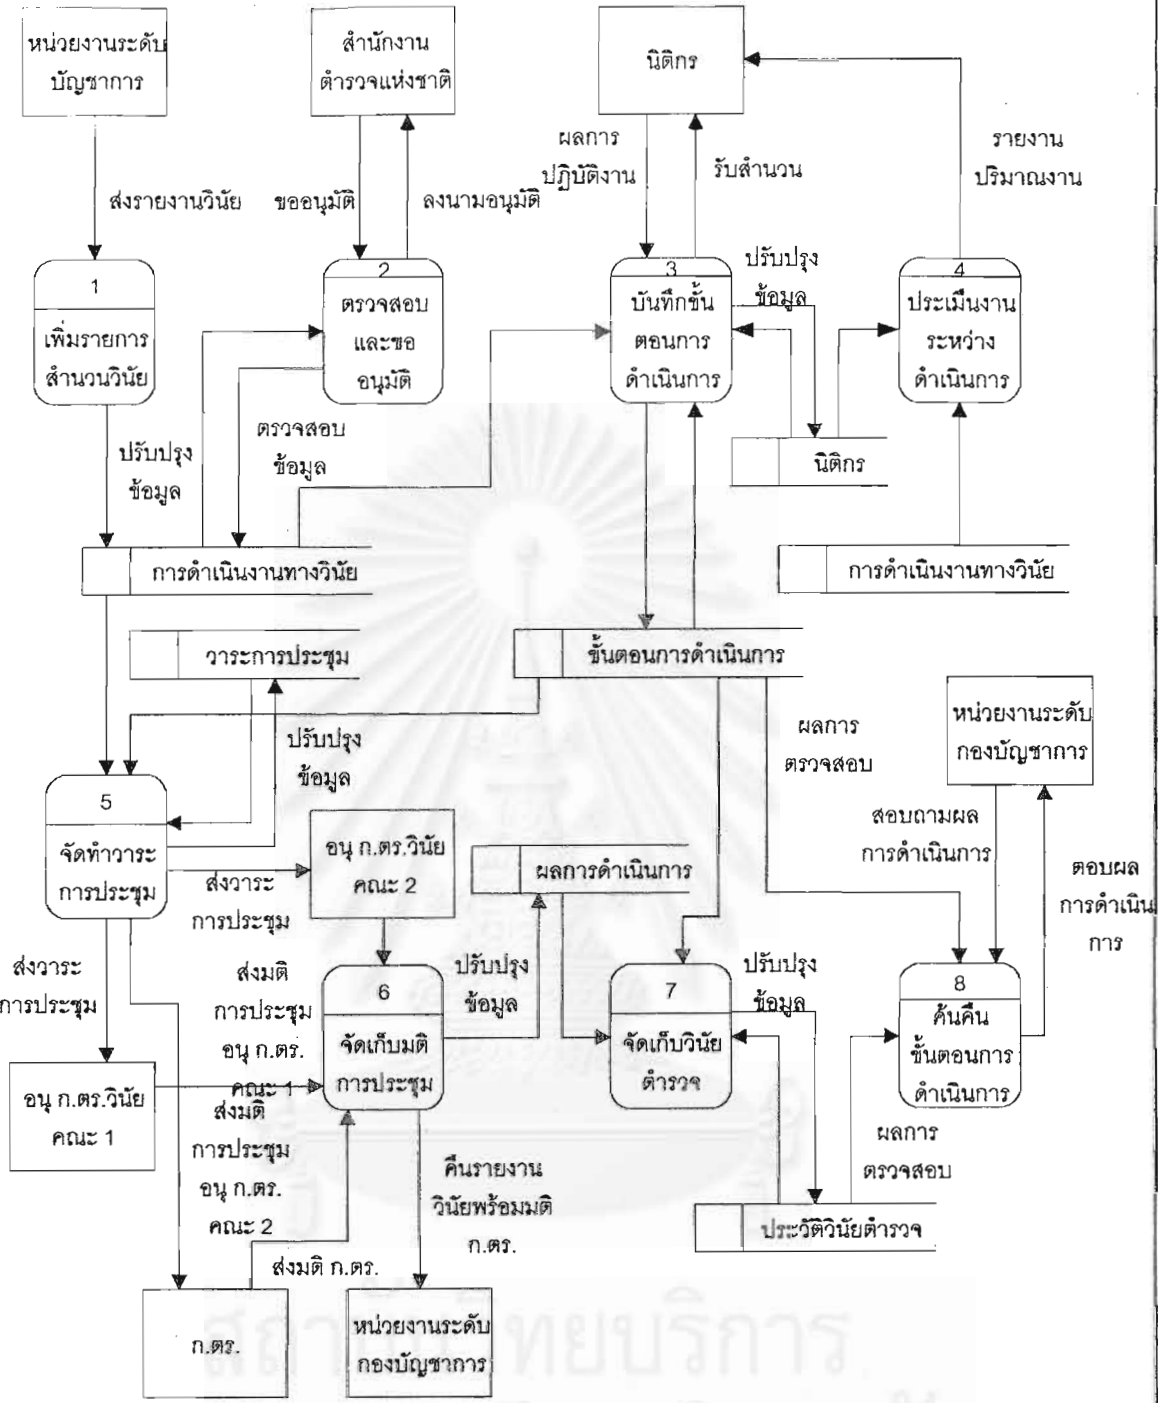 หน่วยงานระดับ
บัญชาการ
สำนักงาน
ตำรวจแห่งชาติ
นิติกร
ส่งรายงานวินัย
ขออนุมัติ
ลงนามอนุมัติ
ผลการ
ปฏิบัติงาน
รับสำนวน
รายงาน
ปริมาณงาน
1
เพิ่มรายการ
สำนวนวินัย
2
ตรวจสอบ
และขอ
อนุมัติ
3
บันทึกขั้น
ตอนการ
ดำเนินการ
ปรับปรุง
ข้อมูล
4
ประเมินงาน
ระหว่าง
ดำเนินการ
ปรับปรุง
ข้อมูล
ตรวจสอบ
ข้อมูล
นิติกร
การดำเนินงานทางวินัย
การดำเนินงานทางวินัย
วาระการประชุม
ขั้นตอนการดำเนินการ
ปรับปรุง
ข้อมูล
ผลการ
ตรวจสอบ
หน่วยงานระดับ
กองบัญชาการ
5
จัดทำวาระ
การประชุม
ส่งวาระ
การประชุม
อนุ ก.ตร.วินัย
คณะ 2
ผลการดำเนินการ
สอบถามผล
การดำเนินการ
ตอบผล
การดำเนิน
การ
ส่งวาระ
การประชุม
ส่งมติ
การประชุม
อนุ ก.ตร.
คณะ 1
6
จัดเก็บมติ
การประชุม
ปรับปรุง
ข้อมูล
7
จัดเก็บวินัย
ตำรวจ
ปรับปรุง
ข้อมูล
8
ค้นคืน
ขั้นตอนการ
ดำเนินการ
อนุ ก.ตร.วินัย
คณะ 1
ส่งมติ
การประชุม
อนุ ก.ตร.
คณะ 2
คืนรายงาน
วินัยพร้อมมติ
ก.ตร.
ผลการ
ตรวจสอบ
ประวัติวินัยตำรวจ
ส่งมติ ก.ตร.
ก.ตร.
หน่วยงานระดับ
กองบัญชาการ